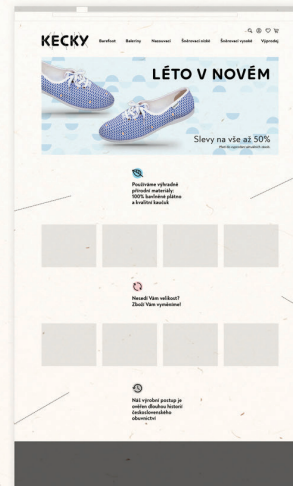 KECKY
Barefoot Baleríny Nazouvací Šněrovací nízké Šněrovací vysoké Výprodej
LÉTO V NOVÉM
Slevy na vše až 50%
Používáme výhradně
přírodní materiály:
100% bavlněné plátno
a kvalitní kaučuk
Nesedí Vám velikost?
Zboží Vám vyměníme!
Náš výrobní postup je
ověřen dlouhou historií
československého
obuvnictví